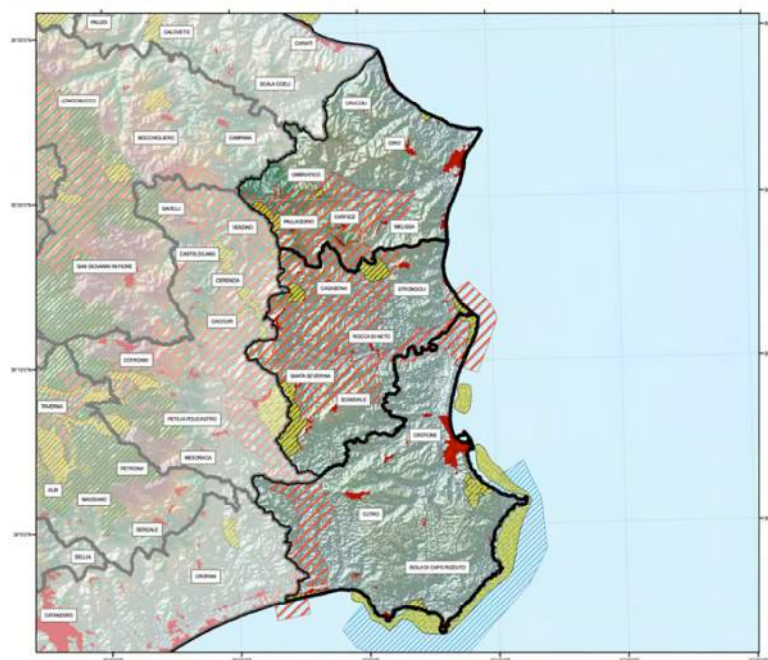 PALUDI
CALOVETO
CARIATI
SCALA COELI
LONGOBUCCO
CRUCOLI
BOCCHIGLIERO
CAMPANA
CIRO'
UMBRIATICO
SAVELLI
PALLAGORIO
CARFIZZI
VERZINO
MELISSA
CASTELSILANO
SAN GIOVANNI IN FIORE
CERENZIA
CASABONA
STRONGOLI
CACCURI
ROCCA DI NETO
COTRONEI
SANTA SEVERINA
TAVERNA
SCANDALE
PETILIA POLICASTRO
CROTONE
MESORACA
PETRONA'
ALBI
MAGISANO
CUTRO
SERSALE
SELLIA
ISOLA DI CAPO RIZZUTO
CROPANI
CATANZARO